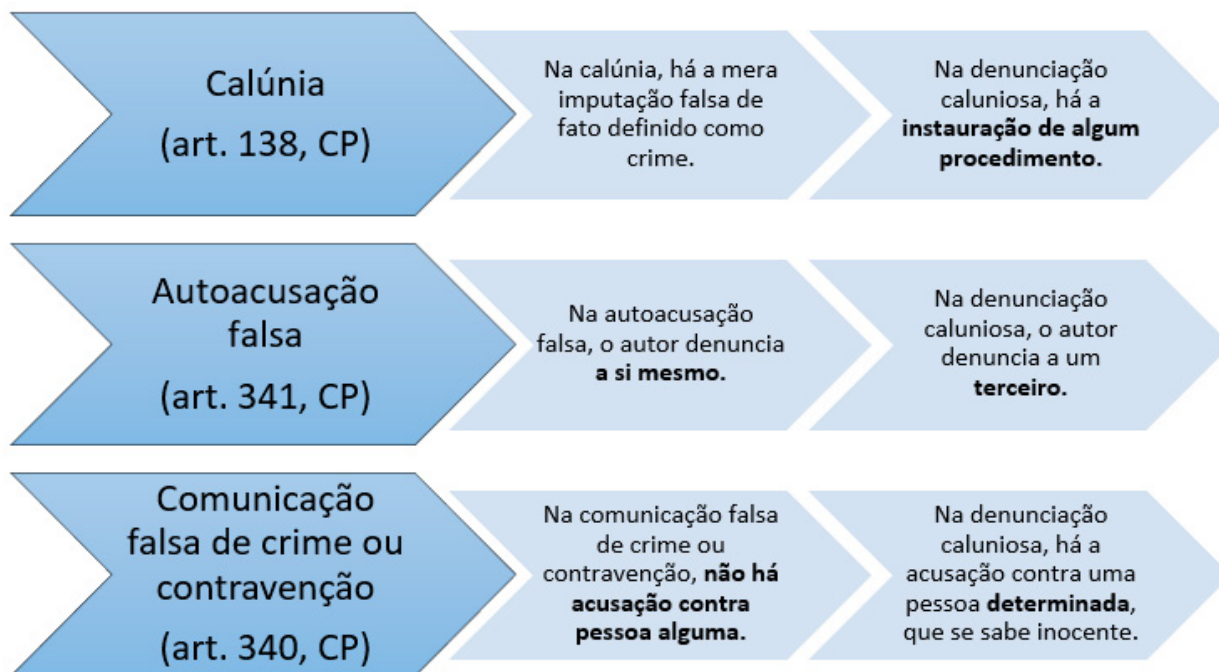 Calúnia
(art. 138, CP)
Na calúnia, há a mera
imputação falsa de
fato definido como
crime.
Na denunciação
caluniosa, há a
instauração de algum
procedimento.
Autoacusação
falsa
(art. 341, CP)
Na autoacusação
falsa, o autor denuncia
a si mesmo.
Na denunciação
caluniosa, o autor
denuncia a um
terceiro.
Comunicação
falsa de crime ou
contravenção
(art. 340, CP)
Na comunicação falsa
de crime ou
contravenção, não há
acusação contra
pessoa alguma.
Na denunciação
caluniosa, há a
acusação contra uma
pessoa determinada,
que se sabe inocente.